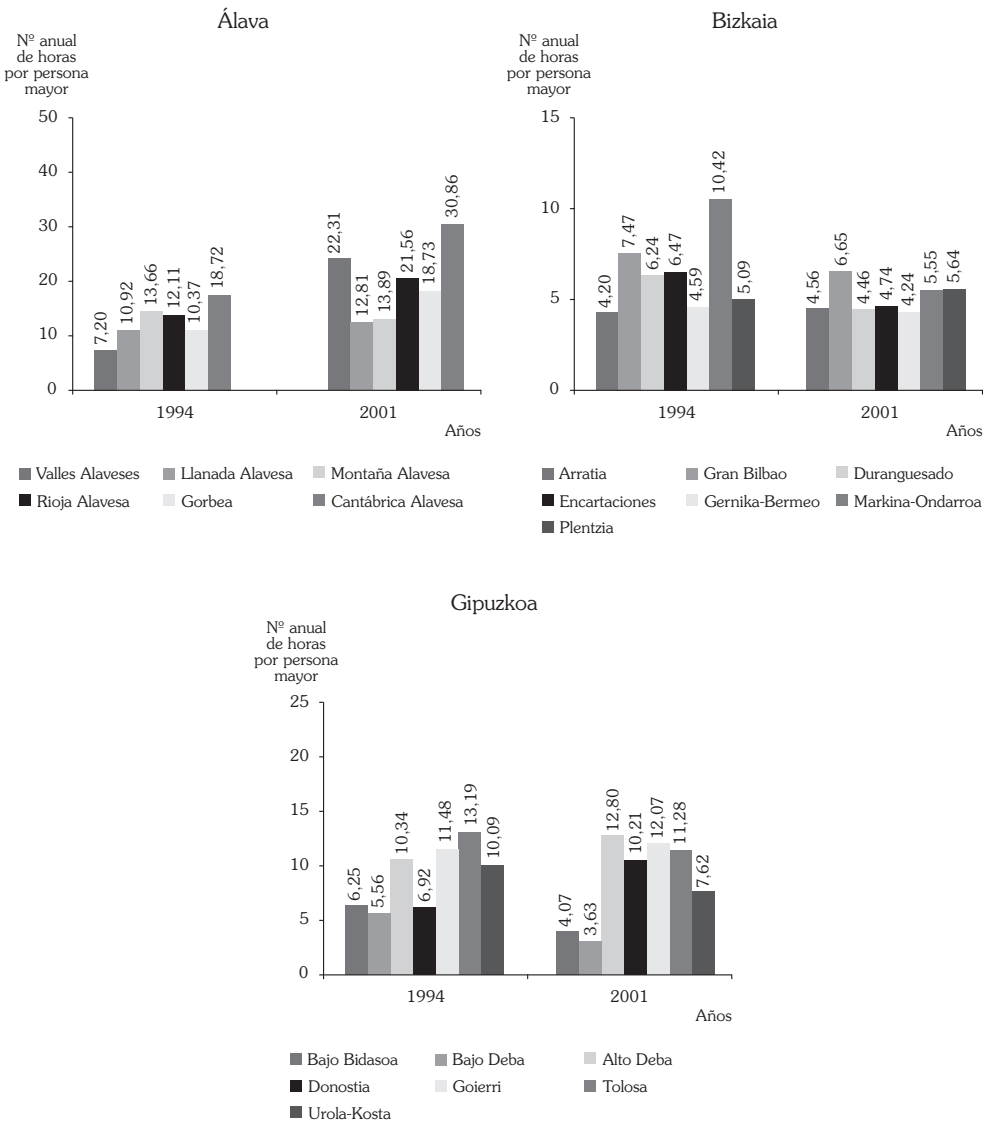 Álava
Nº anual
de horas
por persona
mayor
50
40
30
20
10
0
7,20
10,92
13,66
12,11
10,37
18,72
22,31
12,81
13,89
21,56
18,73
30,86
1994
2001
Años
Valles Alaveses
Llanada Alavesa
Montaña Alavesa
Rioja Alavesa
Gorbea
Cantábrica Alavesa
Bizkaia
Nº anual
de horas
por persona
mayor
15
10
5
0
4,20
7,47
6,24
6,47
4,59
10,42
5,09
4,56
6,65
4,46
4,74
4,24
5,55
5,64
1994
2001
Años
Arratia
Gran Bilbao
Duranguesado
Encartaciones
Gernika-Bermeo
Markina-Ondarroa
Plentzia
Gipuzkoa
Nº anual
de horas
por persona
mayor
25
20
15
10
5
0
6,25
5,56
10,34
6,92
11,48
13,19
10,09
4,07
3,63
12,80
10,21
12,07
11,28
7,62
1994
2001
Años
Bajo Bidasoa
Bajo Deba
Alto Deba
Donostia
Goierri
Tolosa
Urola-Kosta